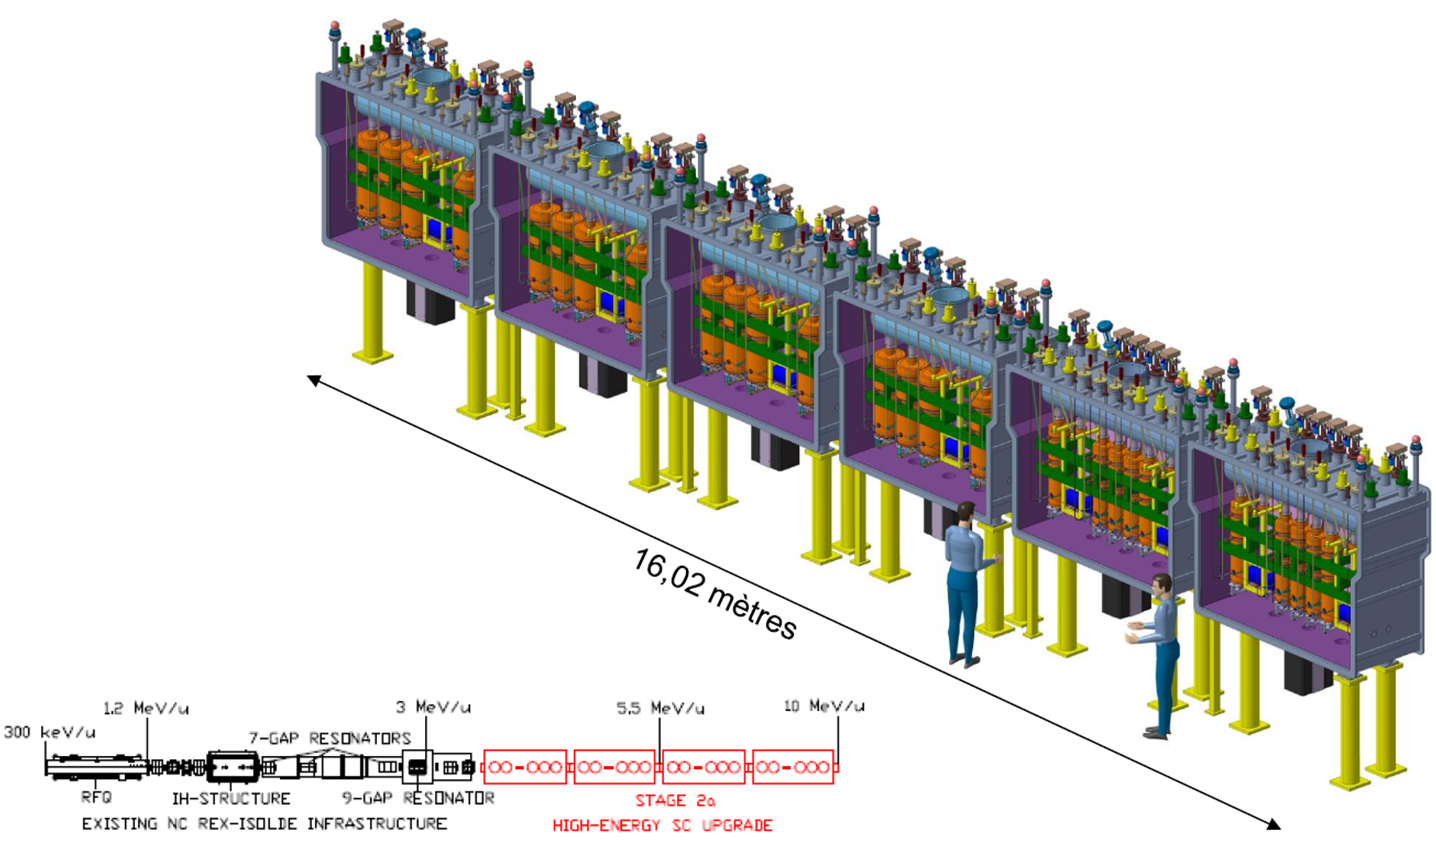 16,02 mètres
1.2 MeV/u
3 MeV/u
5.5 MeV/u
10 MeV/u
300 keV/u
7-GAP RESONATORS
RFQ
IH-STRUCTURE
9-GAP RESONATOR
STAGE 2a
EXISTING NC REX-ISOLDE INFRASTRUCTURE
HIGH-ENERGY SC UPGRADE